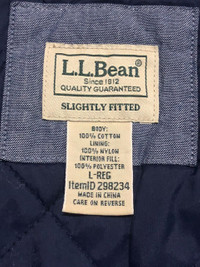 L.L.Bean
Since 1912
QUALITY GUARANTEED
SLIGHTLY FITTED
BODY:
100% COTTON
LINING:
100% NYLON
INTERIOR FILL:
100% POLYESTER
L-REG
ItemID 298234
MADE IN CHINA
CARE ON REVERSE